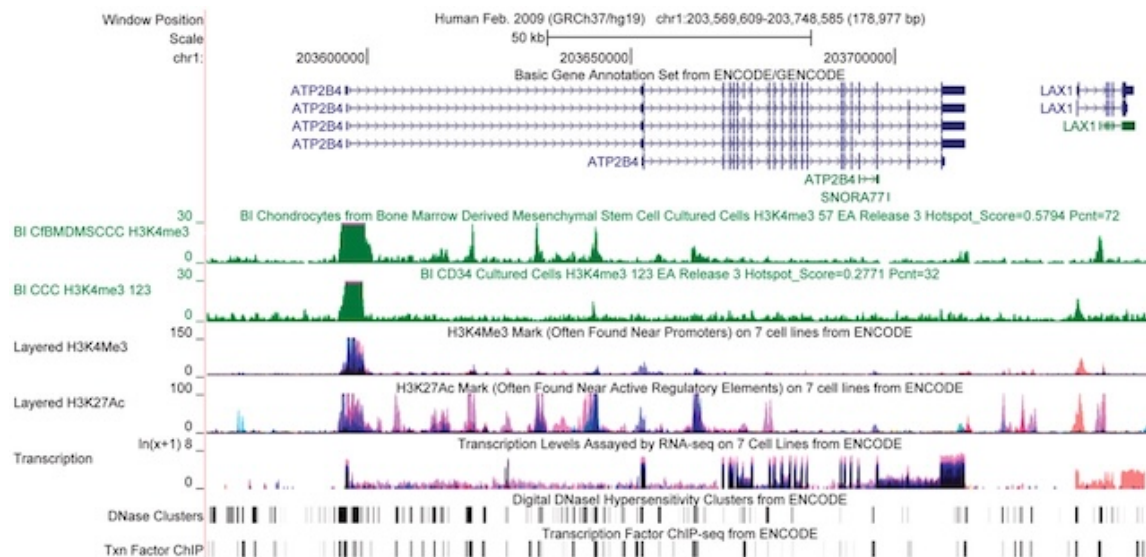 Window Position Human Feb. 2009 (GRCh37/hg19) chr1:203,569,609-203,748,585 (178,977 bp)
Scale 50 kb
chr1: 203600000 203650000 203700000
Basic Gene Annotation Set from ENCODE/GENCODE
ATP2B4 LAX1
ATP2B4 LAX1
ATP2B4 LAX1
ATP2B4
ATP2B4
ATP2B4
SNORA77
30 BI Chondrocytes from Bone Marrow Derived Mesenchymal Stem Cell Cultured Cells H3K4me3 57 EA Release 3 Hotspot_Score=0.5794 Pcnt=72
BI CfBMDMSCCC H3K4me3
0
30 BI CD34 Cultured Cells H3K4me3 123 EA Release 3 Hotspot_Score=0.2771 Pcnt=32
BI CCC H3K4me3 123
0
150 H3K4Me3 Mark (Often Found Near Promoters) on 7 cell lines from ENCODE
Layered H3K4Me3
0
100 H3K27Ac Mark (Often Found Near Active Regulatory Elements) on 7 cell lines from ENCODE
Layered H3K27Ac
0
ln(x+1) 8 Transcription Levels Assayed by RNA-seq on 7 Cell Lines from ENCODE
Transcription
0
Digital DNaseI Hypersensitivity Clusters from ENCODE
DNase Clusters
Transcription Factor ChIP-seq from ENCODE
Txn Factor ChIP